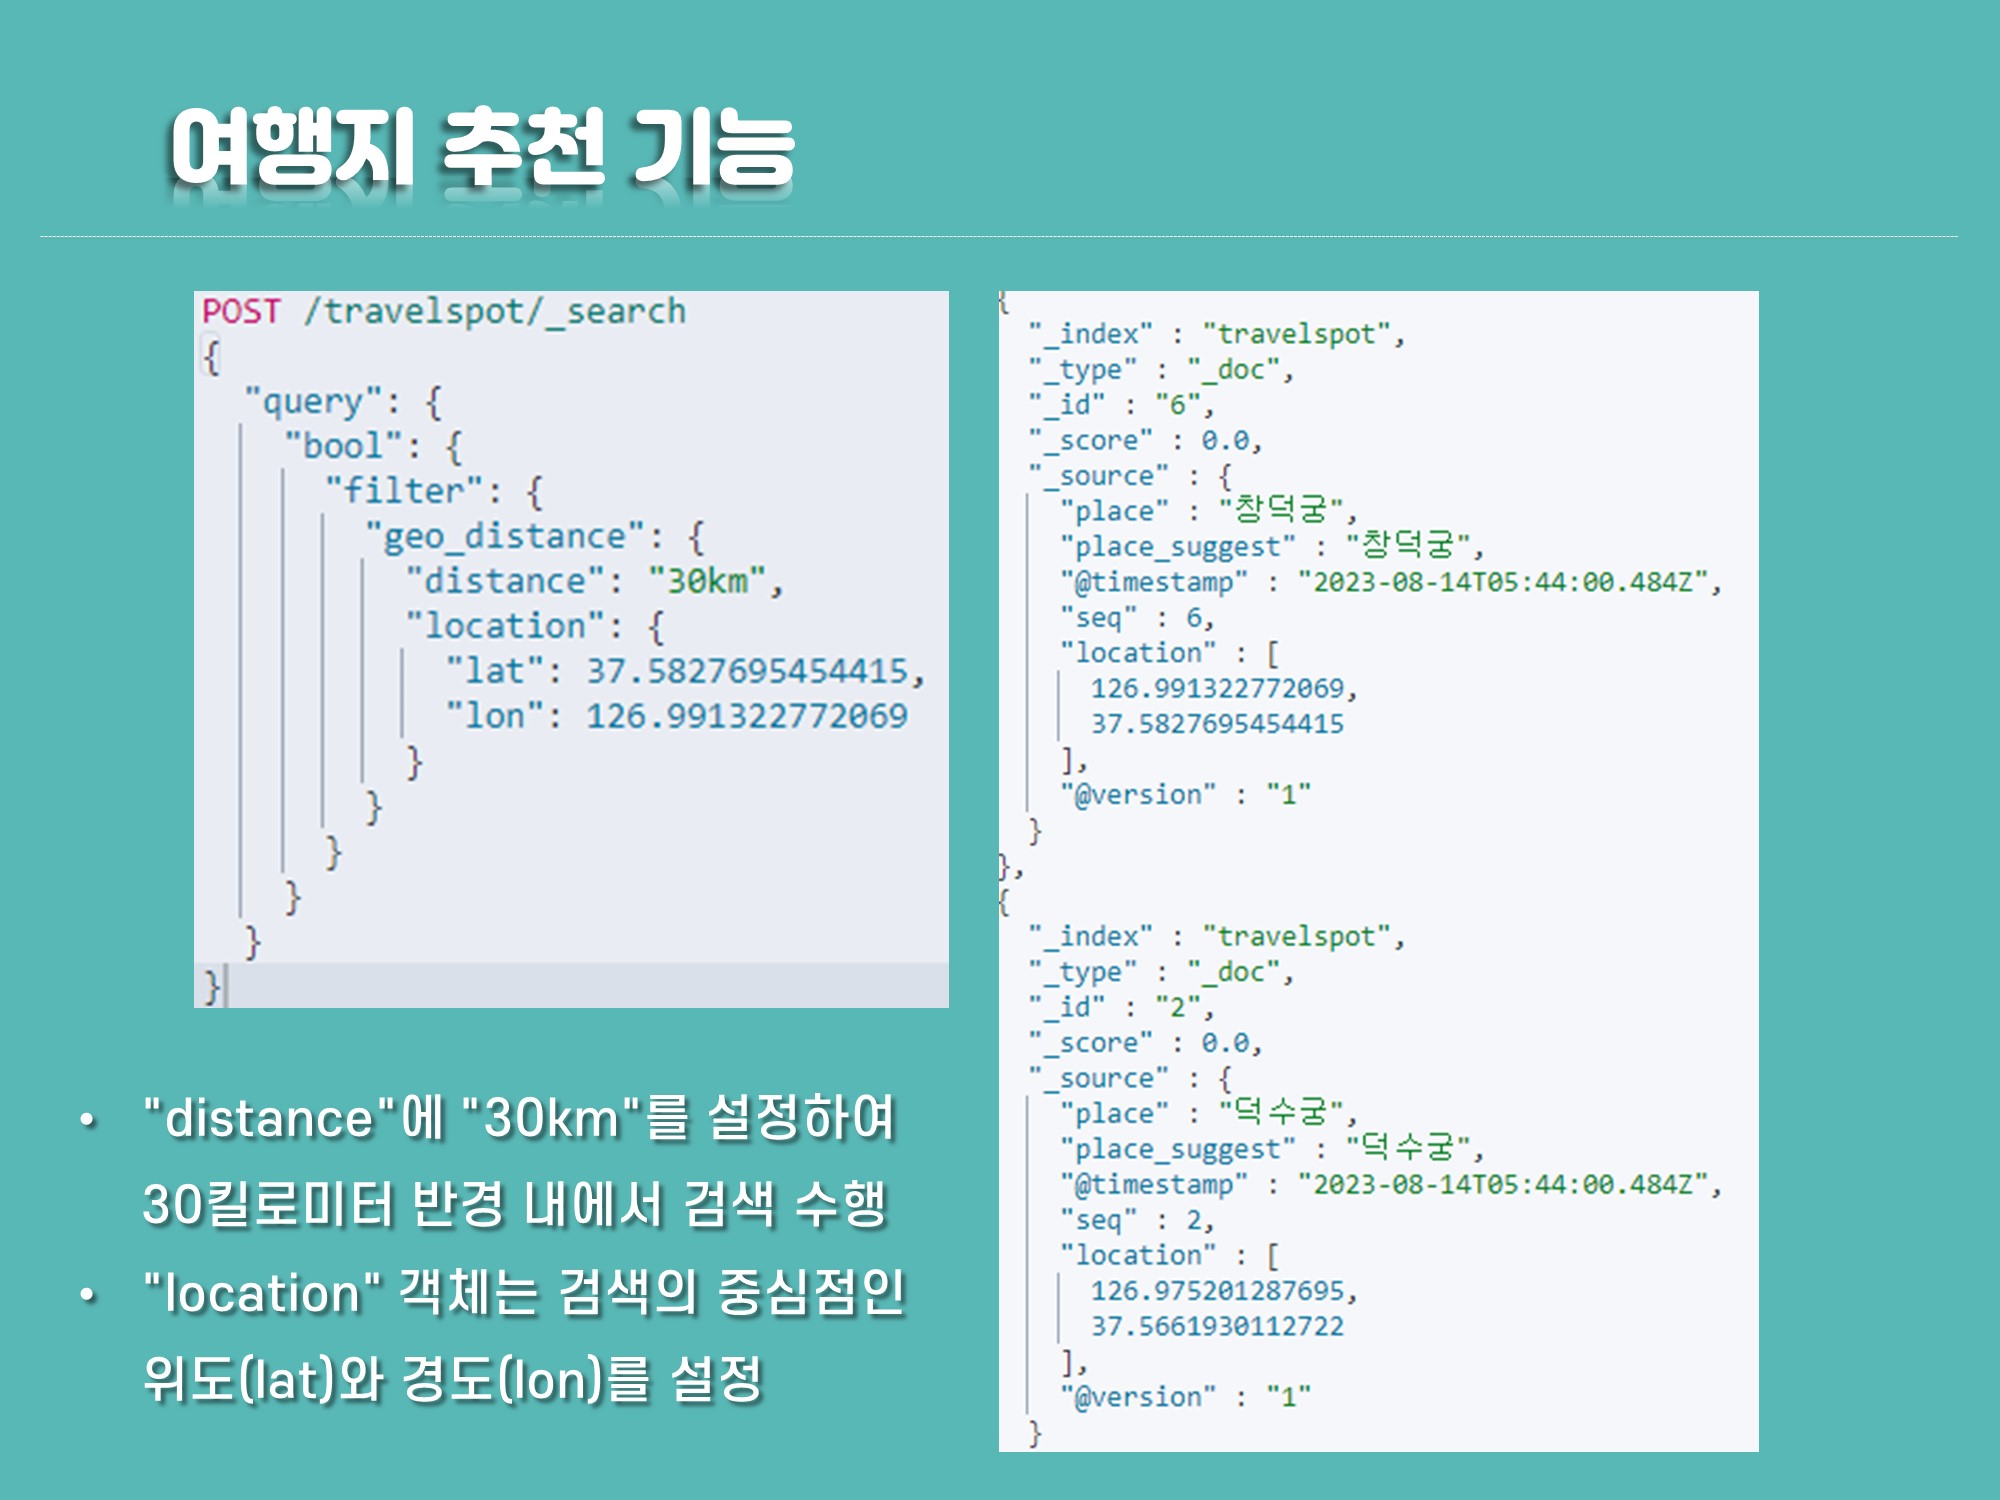 여행지 추천 기능
POST /travelspot/_search
{
"query": {
"bool": {
"filter": {
"geo_distance": {
"distance": "30km",
"location": {
"lat": 37.5827695454415,
"lon": 126.991322772069
}
}
}
}
}
}
• "distance"에 "30km"를 설정하여
30킬로미터 반경 내에서 검색 수행
• "location" 객체는 검색의 중심점인
위도(lat)와 경도(lon)를 설정
{
"_index" : "travelspot",
"_type" : "_doc",
"_id" : "6",
"_score" : 0.0,
"_source" : {
"place" : "창덕궁",
"place_suggest" : "창덕궁",
"@timestamp" : "2023-08-14T05:44:00.484Z",
"seq" : 6,
"location" : [
126.991322772069,
37.5827695454415
],
"@version" : "1"
}
},
{
"_index" : "travelspot",
"_type" : "_doc",
"_id" : "2",
"_score" : 0.0,
"_source" : {
"place" : "덕수궁",
"place_suggest" : "덕수궁",
"@timestamp" : "2023-08-14T05:44:00.484Z",
"seq" : 2,
"location" : [
126.975201287695,
37.5661930112722
],
"@version" : "1"
}